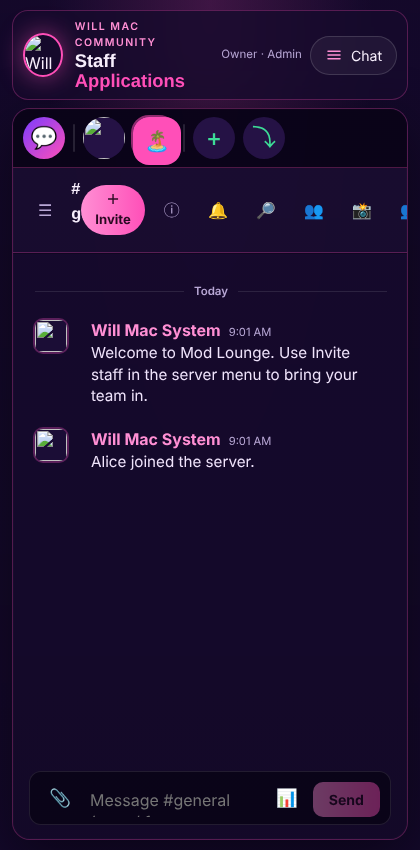 WILL MAC
COMMUNITY
Staff
Applications
Will
Owner · Admin
Chat
#
g
+
Invite
Today
Will Mac System 9:01 AM
Welcome to Mod Lounge. Use Invite
staff in the server menu to bring your
team in.
Will Mac System 9:01 AM
Alice joined the server.
Message #general
Send